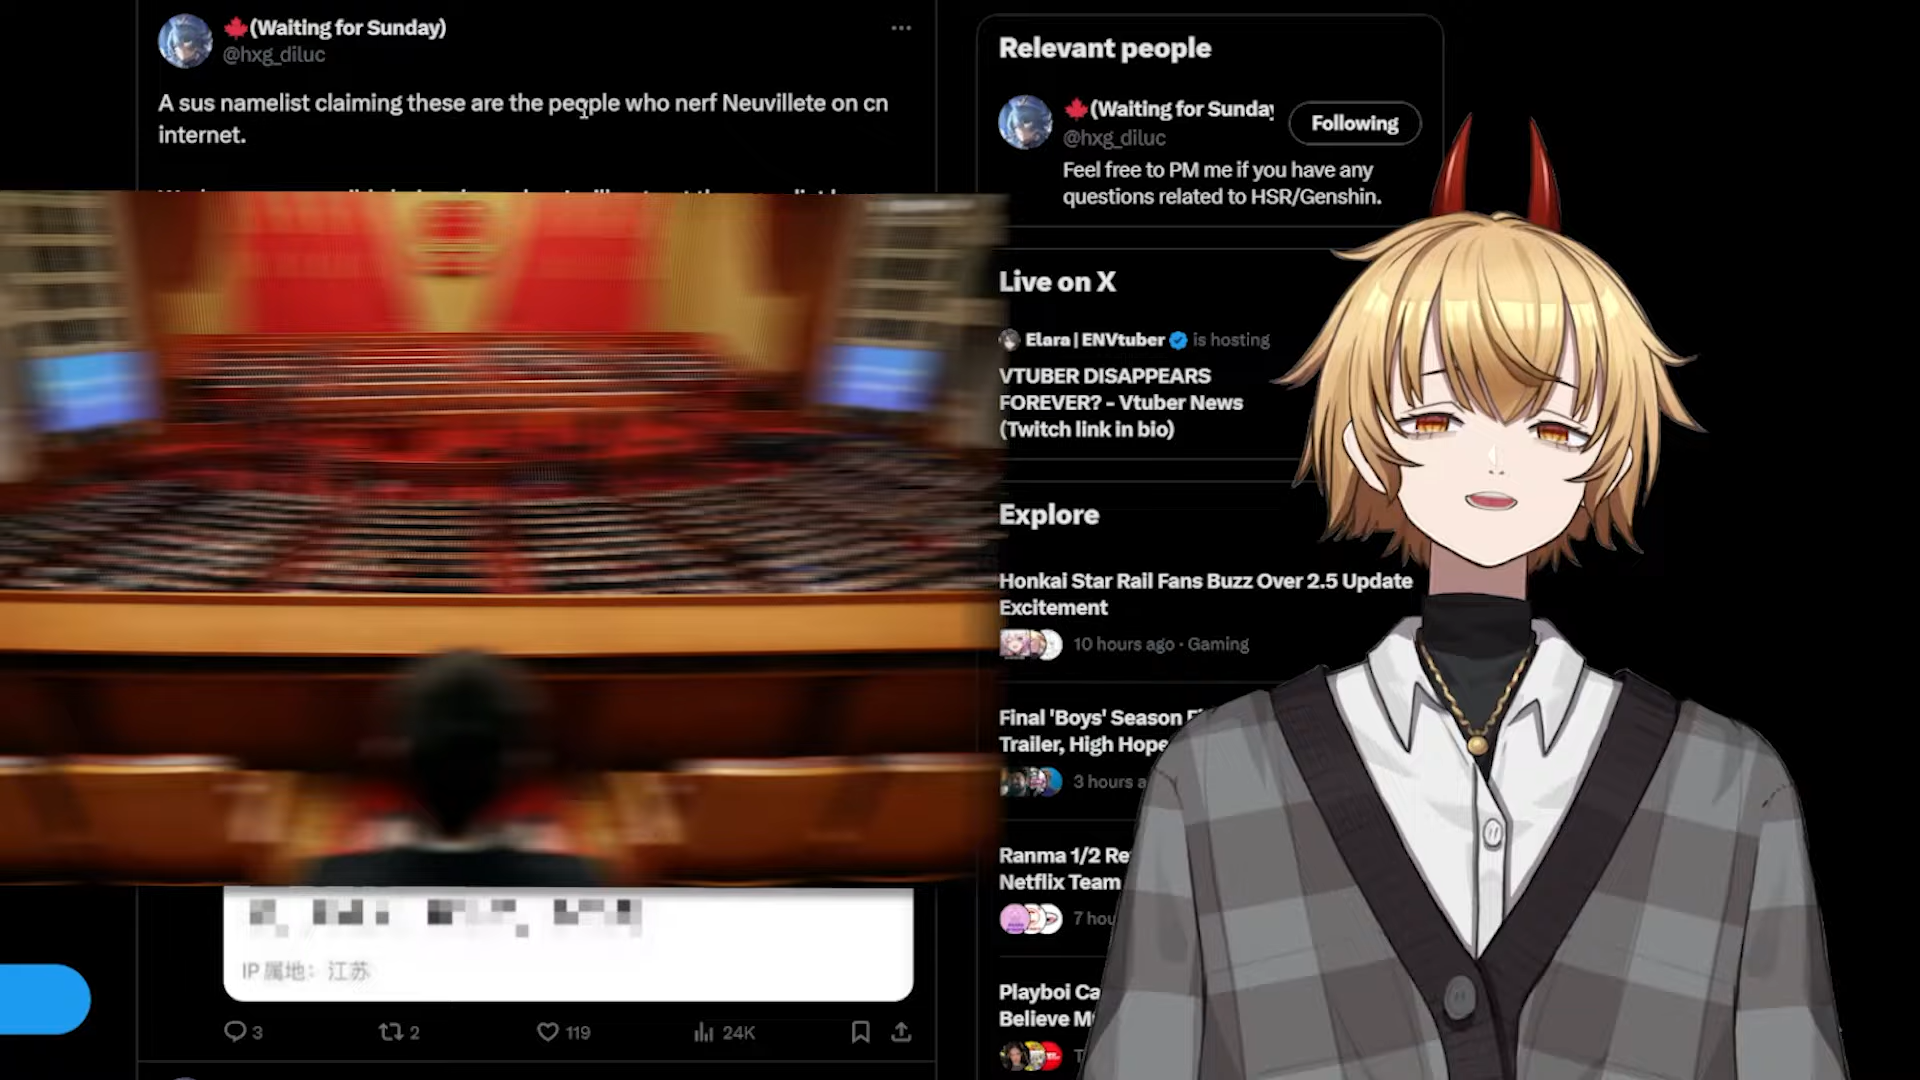 🍁(Waiting for Sunday)
@hxg_diluc
A sus namelist claiming these are the people who nerf Neuvillete on cn
internet.
IP 属地：江苏
3
2
119
24K
Relevant people
🍁(Waiting for Sunday
@hxg_diluc
Following
Feel free to PM me if you have any
questions related to HSR/Genshin.
Live on X
Elara | ENVtuber is hosting
VTUBER DISAPPEARS
FOREVER? - Vtuber News
(Twitch link in bio)
Explore
Honkai Star Rail Fans Buzz Over 2.5 Update
Excitement
10 hours ago · Gaming
Final 'Boys' Season
Trailer, High Hope
3 hours a
Ranma 1/2 Re
Netflix Team
7 hou
Playboi Ca
Believe M